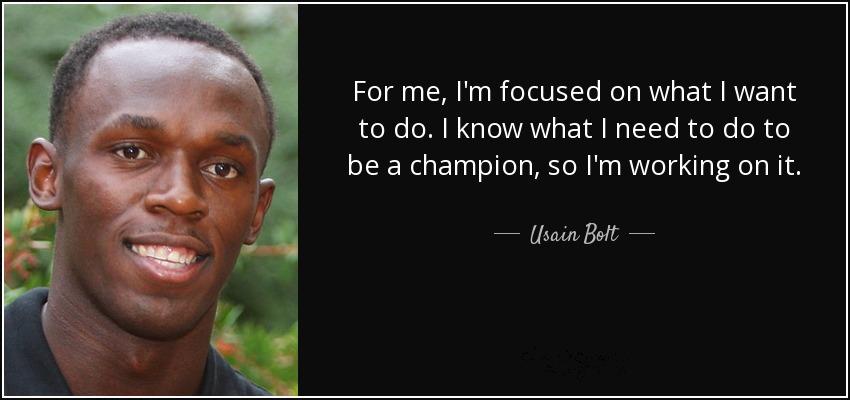 For me, I'm focused on what I want
to do. I know what I need to do to
be a champion, so I'm working on it.
Usain Bolt